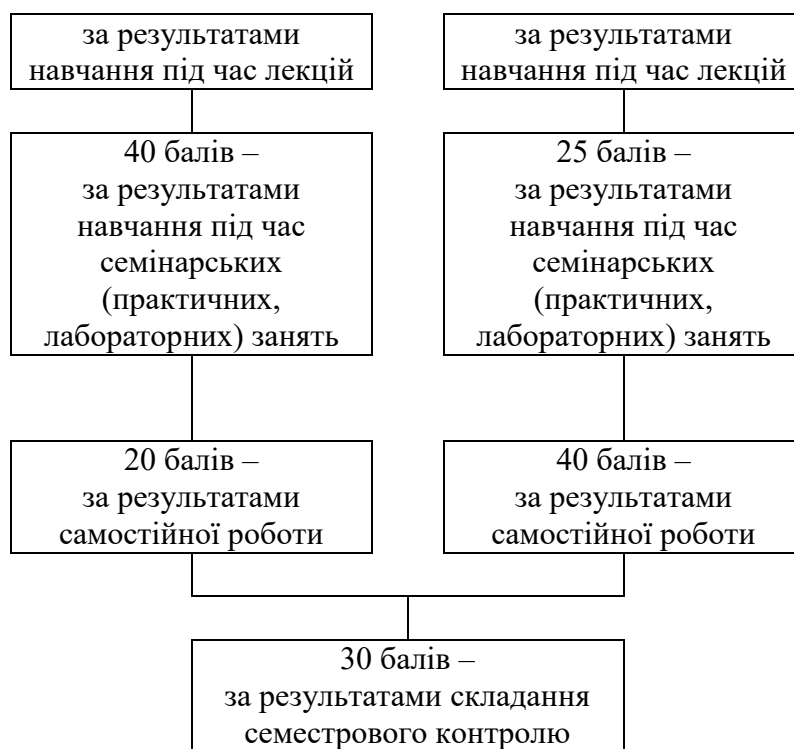 за результатами
навчання під час лекцій
за результатами
навчання під час лекцій
40 балів –
за результатами
навчання під час
семінарських
(практичних,
лабораторних) занять
25 балів –
за результатами
навчання під час
семінарських
(практичних,
лабораторних) занять
20 балів –
за результатами
самостійної роботи
40 балів –
за результатами
самостійної роботи
30 балів –
за результатами складання
семестрового контролю